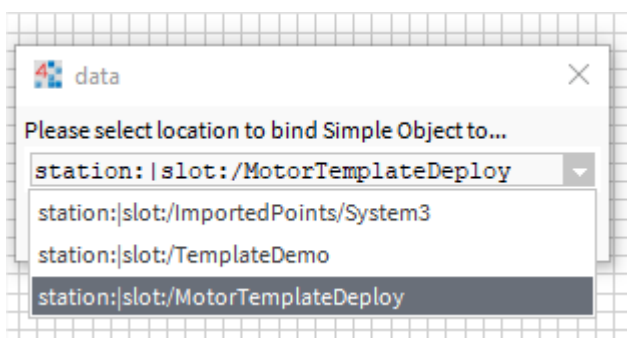 4 data
Please select location to bind Simple Object to...
station:|slot:/MotorTemplateDeploy
station:|slot:/ImportedPoints/System3
station:|slot:/TemplateDemo
station:|slot:/MotorTemplateDeploy